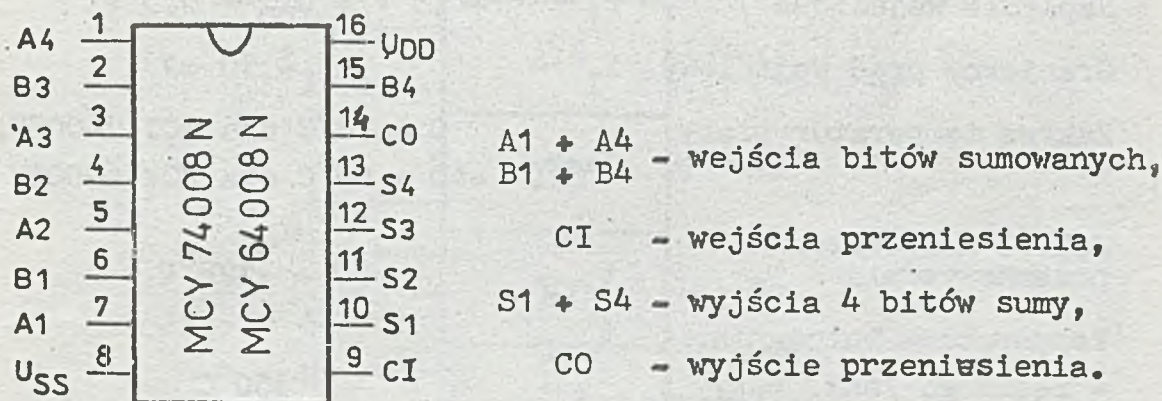 A4 1
B3 2
A3 3
B2 4
A2 5
B1 6
A1 7
USS 8
MCY 74008N
MCY 64008N
16 UDD
15 B4
14 CO
13 S4
12 S3
11 S2
10 S1
9 CI
A1 + A4
B1 + B4 - wejścia bitów sumowanych,
CI - wejścia przeniesienia,
S1 + S4 - wyjścia 4 bitów sumy,
CO - wyjście przeniesienia.